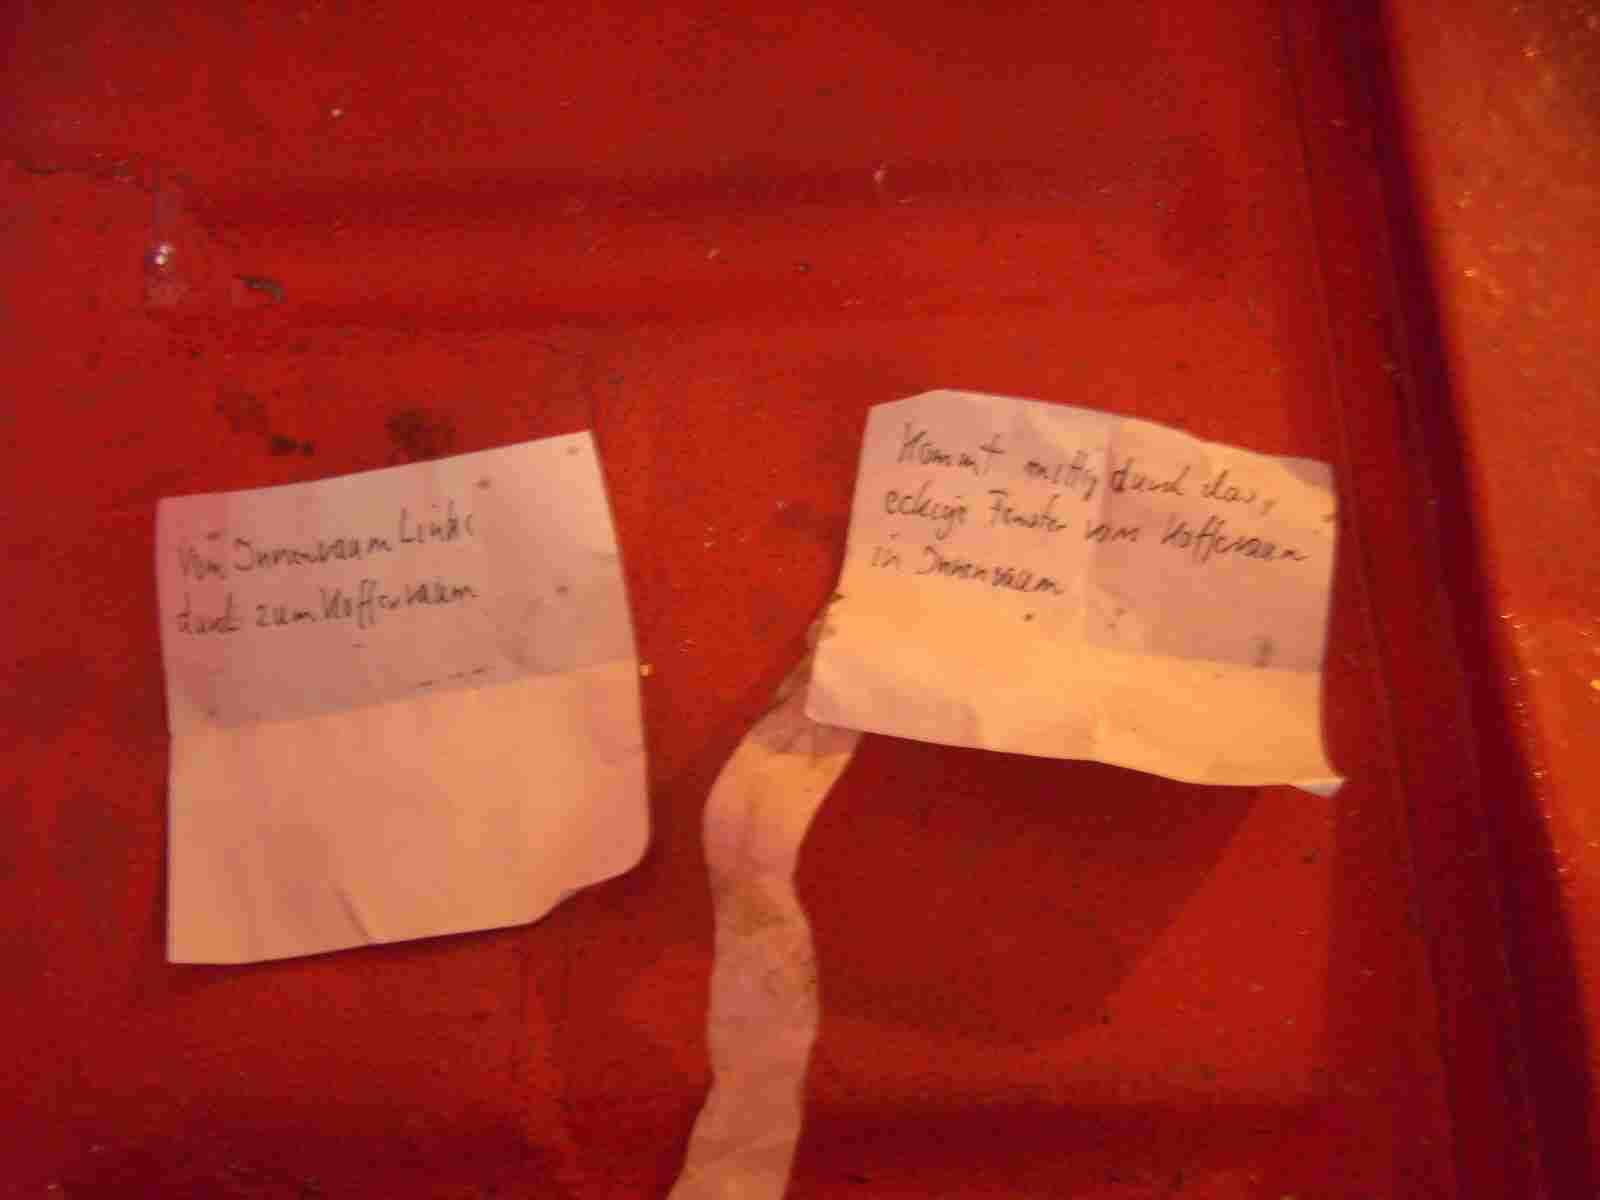 Vom Innenraum Links
durch zum Kofferraum
Kommt mittig durch das
eckige Fenster vom Kofferraum
in Innenraum